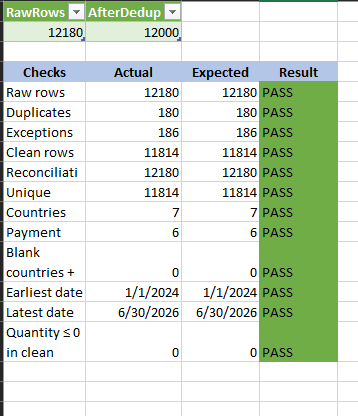 RawRows AfterDedup
12180 12000
Checks Actual Expected Result
Raw rows 12180 12180 PASS
Duplicates 180 180 PASS
Exceptions 186 186 PASS
Clean rows 11814 11814 PASS
Reconciliati 12180 12180 PASS
Unique 11814 11814 PASS
Countries 7 7 PASS
Payment 6 6 PASS
Blank
countries + 0 0 PASS
Earliest date 1/1/2024 1/1/2024 PASS
Latest date 6/30/2026 6/30/2026 PASS
Quantity ≤ 0
in clean 0 0 PASS